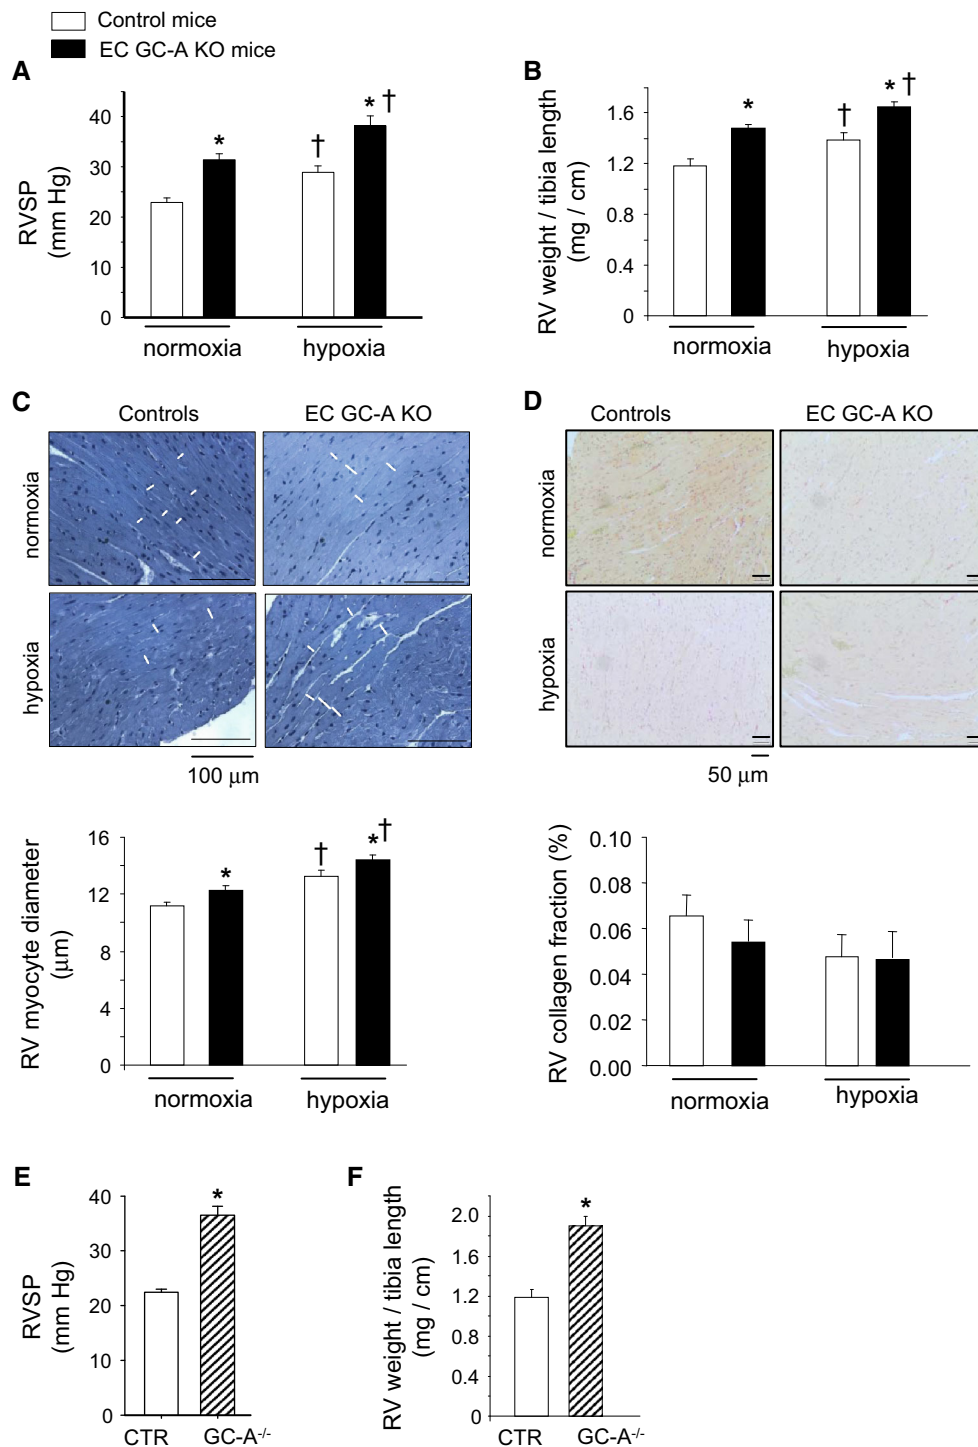 Control mice
EC GC-A KO mice
A
RVSP
(mm Hg)
40
30
20
10
0
*
†
* †
normoxia
hypoxia
B
RV weight / tibia length
(mg / cm)
1.6
1.2
0.8
0.4
0
*
†
* †
normoxia
hypoxia
C
Controls
EC GC-A KO
normoxia
hypoxia
100 μm
RV myocyte diameter
(μm)
16
12
8
4
0
*
†
*†
normoxia
hypoxia
D
Controls
EC GC-A KO
normoxia
hypoxia
50 μm
RV collagen fraction (%)
0.10
0.08
0.06
0.04
0.02
0.00
normoxia
hypoxia
E
RVSP
(mm Hg)
40
30
20
10
0
*
CTR
GC-A-/-
F
RV weight / tibia length
(mg / cm)
2.0
1.6
1.2
0.8
0.4
0
*
CTR
GC-A-/-